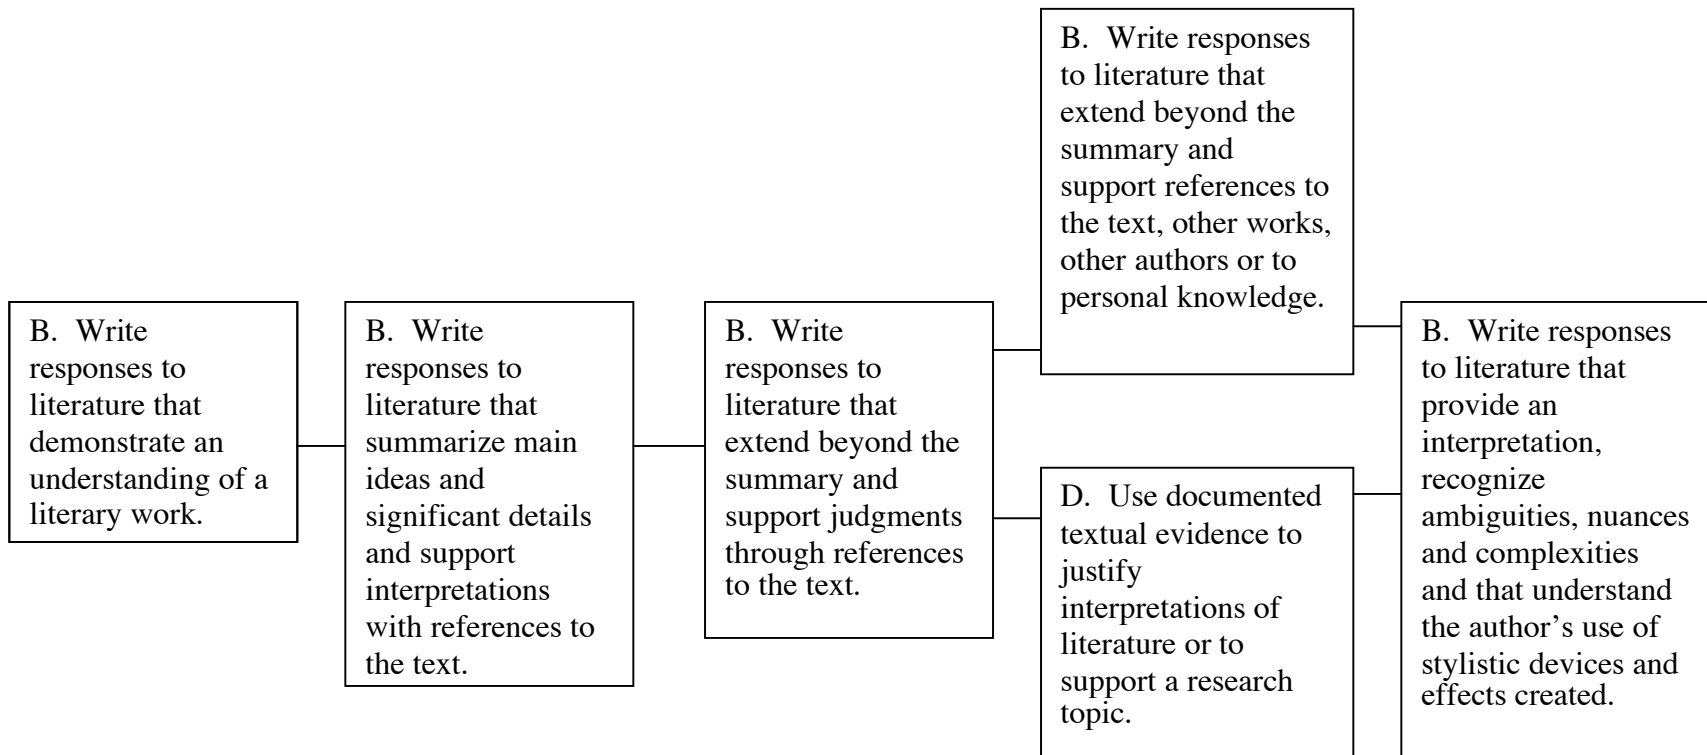 B.  Write
responses to
literature that
demonstrate an
understanding of a
literary work.
B.  Write
responses to
literature that
summarize main
ideas and
significant details
and support
interpretations
with references to
the text.
B.  Write
responses to
literature that
extend beyond the
summary and
support judgments
through references
to the text.
B.  Write responses
to literature that
extend beyond the
summary and
support references to
the text, other works,
other authors or to
personal knowledge.
D.  Use documented
textual evidence to
justify
interpretations of
literature or to
support a research
topic.
B.  Write responses
to literature that
provide an
interpretation,
recognize
ambiguities, nuances
and complexities
and that understand
the author’s use of
stylistic devices and
effects created.